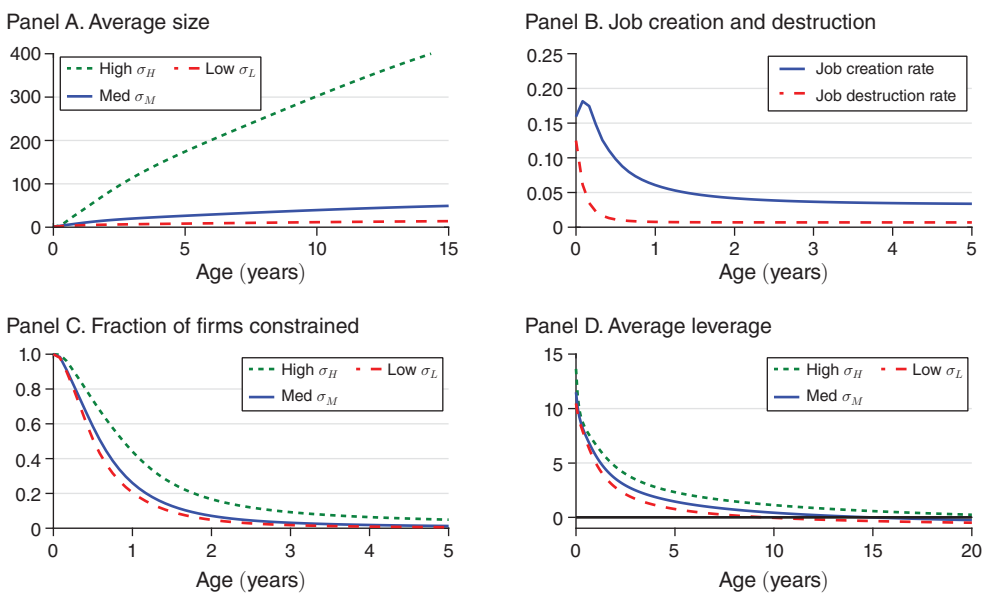 Panel A. Average size
400
300
200
100
0
High σH
Low σL
Med σM
0 5 10 15
Age (years)
Panel B. Job creation and destruction
0.25
0.20
0.15
0.10
0.05
0
Job creation rate
Job destruction rate
0 1 2 3 4 5
Age (years)
Panel C. Fraction of firms constrained
1.0
0.8
0.6
0.4
0.2
0
High σH
Low σL
Med σM
0 1 2 3 4 5
Age (years)
Panel D. Average leverage
15
10
5
0
High σH
Low σL
Med σM
0 5 10 15 20
Age (years)